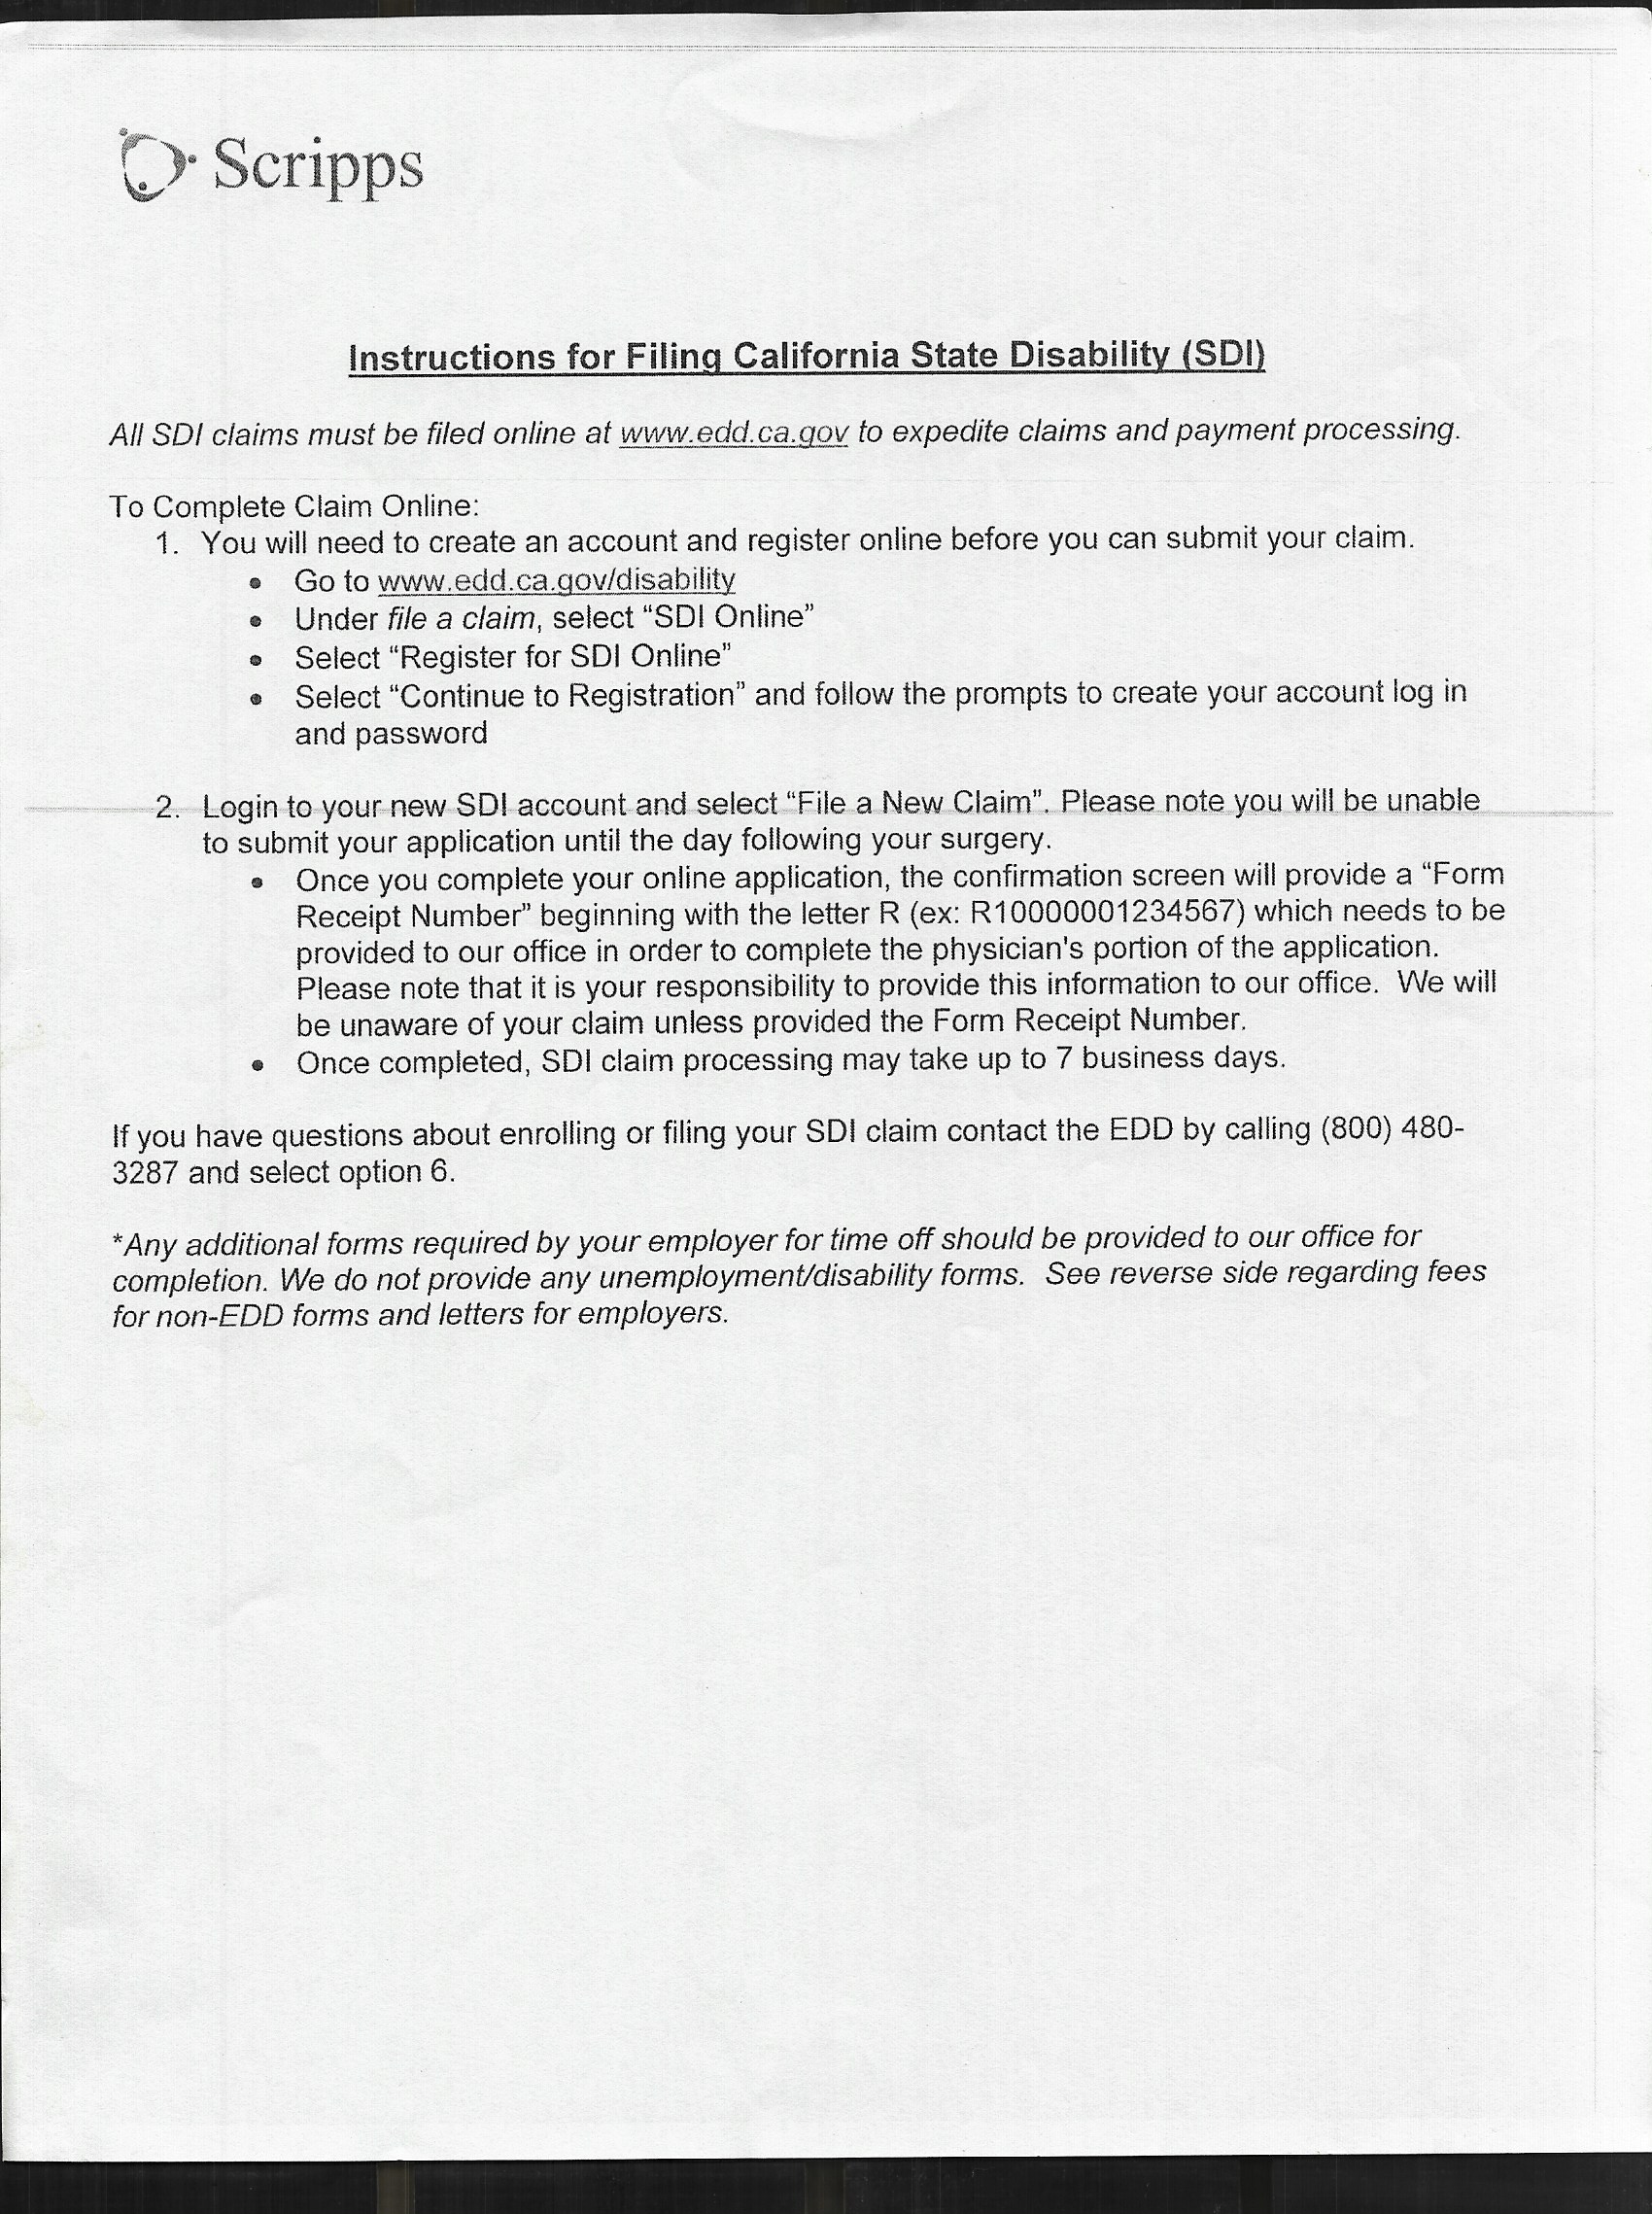 Scripps
Instructions for Filing California State Disability (SDI)
All SDI claims must be filed online at www.edd.ca.gov to expedite claims and payment processing.
To Complete Claim Online:
1. You will need to create an account and register online before you can submit your claim.
• Go to www.edd.ca.gov/disability
• Under file a claim, select “SDI Online”
• Select “Register for SDI Online”
• Select “Continue to Registration” and follow the prompts to create your account log in
and password
2. Login to your new SDI account and select “File a New Claim”. Please note you will be unable
to submit your application until the day following your surgery.
• Once you complete your online application, the confirmation screen will provide a “Form
Receipt Number” beginning with the letter R (ex: R10000001234567) which needs to be
provided to our office in order to complete the physician's portion of the application.
Please note that it is your responsibility to provide this information to our office. We will
be unaware of your claim unless provided the Form Receipt Number.
• Once completed, SDI claim processing may take up to 7 business days.
If you have questions about enrolling or filing your SDI claim contact the EDD by calling (800) 480-
3287 and select option 6.
*Any additional forms required by your employer for time off should be provided to our office for
completion. We do not provide any unemployment/disability forms. See reverse side regarding fees
for non-EDD forms and letters for employers.